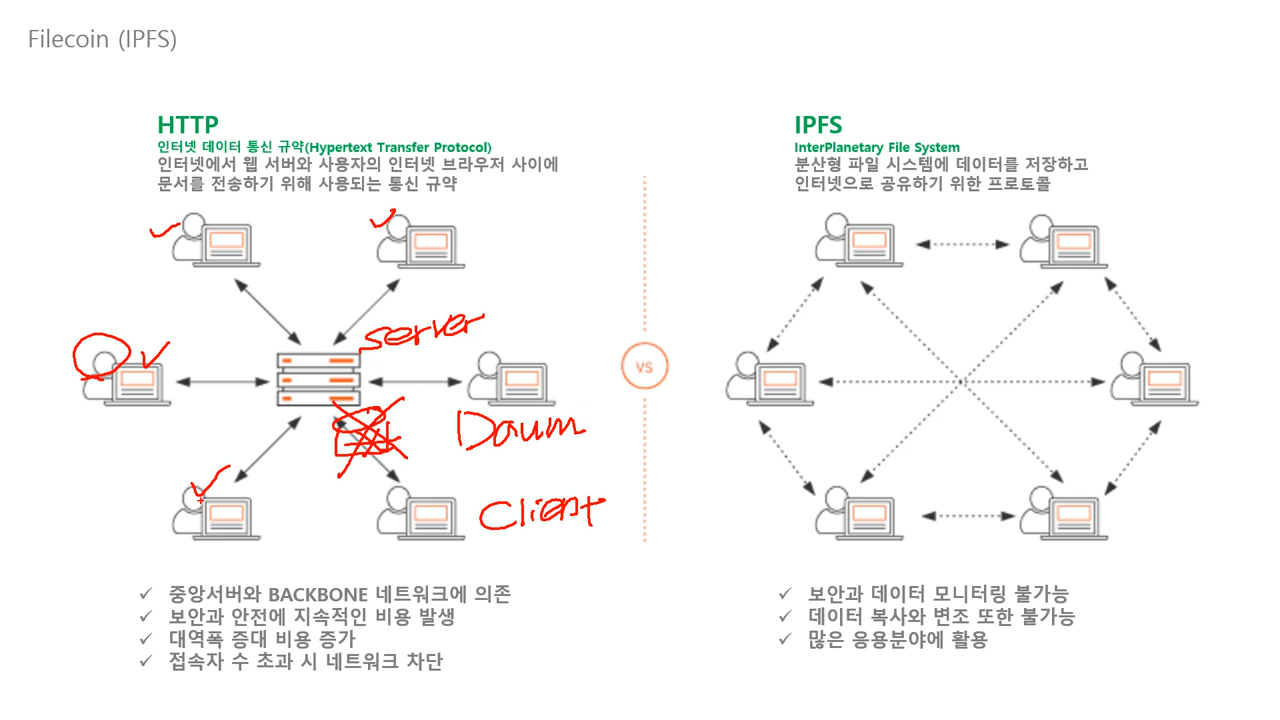 Filecoin (IPFS)
HTTP
인터넷 데이터 통신 규약(Hypertext Transfer Protocol)
인터넷에서 웹 서버와 사용자의 인터넷 브라우저 사이에
문서를 전송하기 위해 사용되는 통신 규약
server
Daum
Client
✓ 중앙서버와 BACKBONE 네트워크에 의존
✓ 보안과 안전에 지속적인 비용 발생
✓ 대역폭 증대 비용 증가
✓ 접속자 수 초과 시 네트워크 차단
VS
IPFS
InterPlanetary File System
분산형 파일 시스템에 데이터를 저장하고
인터넷으로 공유하기 위한 프로토콜
✓ 보안과 데이터 모니터링 불가능
✓ 데이터 복사와 변조 또한 불가능
✓ 많은 응용분야에 활용